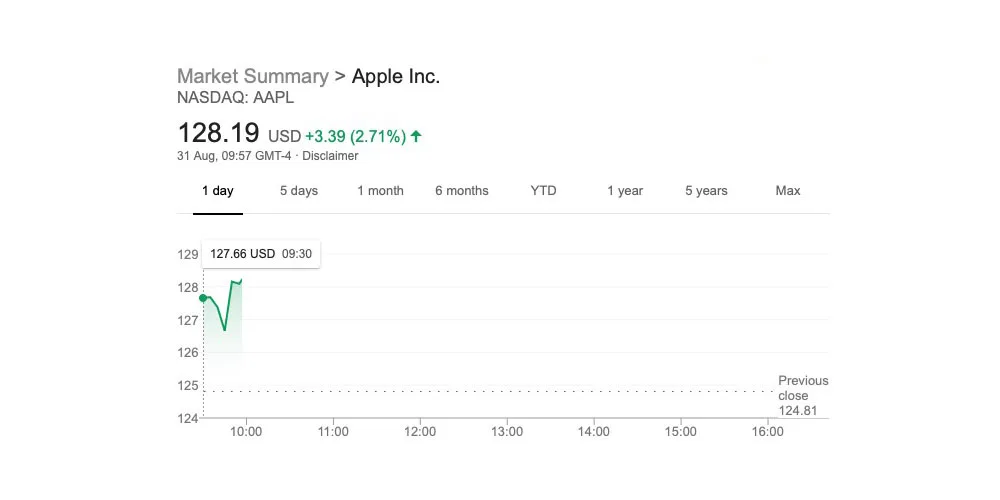 Market Summary > Apple Inc.
NASDAQ: AAPL
128.19 USD +3.39 (2.71%) ↑
31 Aug, 09:57 GMT-4 · Disclaimer
1 day 5 days 1 month 6 months YTD 1 year 5 years Max
129
127.66 USD 09:30
128
127
126
125
Previous
close
124.81
124
10:00 11:00 12:00 13:00 14:00 15:00 16:00